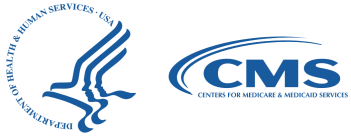 DEPARTMENT OF HEALTH & HUMAN SERVICES · USA
CMS
CENTERS FOR MEDICARE & MEDICAID SERVICES